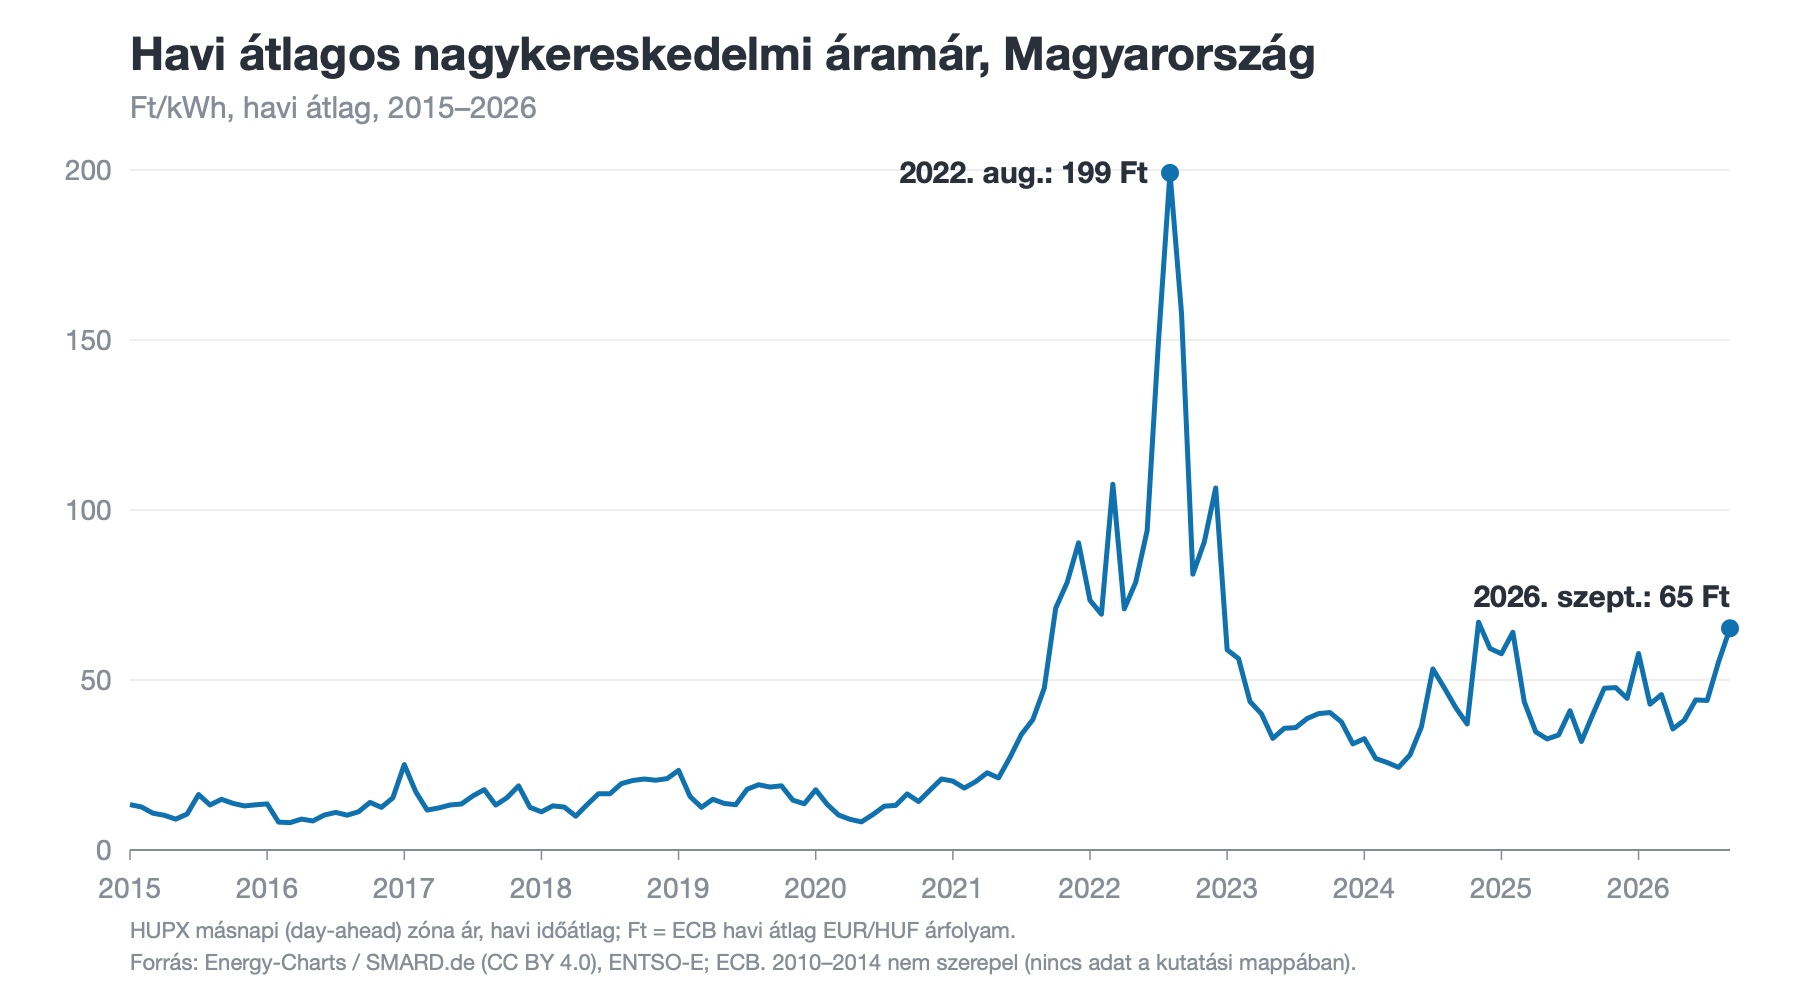 Havi átlagos nagykereskedelmi áramár, Magyarország
Ft/kWh, havi átlag, 2015–2026
200
2022. aug.: 199 Ft
150
100
2026. szept.: 65 Ft
50
0
2015 2016 2017 2018 2019 2020 2021 2022 2023 2024 2025 2026
HUPX másnapi (day-ahead) zóna ár, havi időátlag; Ft = ECB havi átlag EUR/HUF árfolyam.
Forrás: Energy-Charts / SMARD.de (CC BY 4.0), ENTSO-E; ECB. 2010–2014 nem szerepel (nincs adat a kutatási mappában).